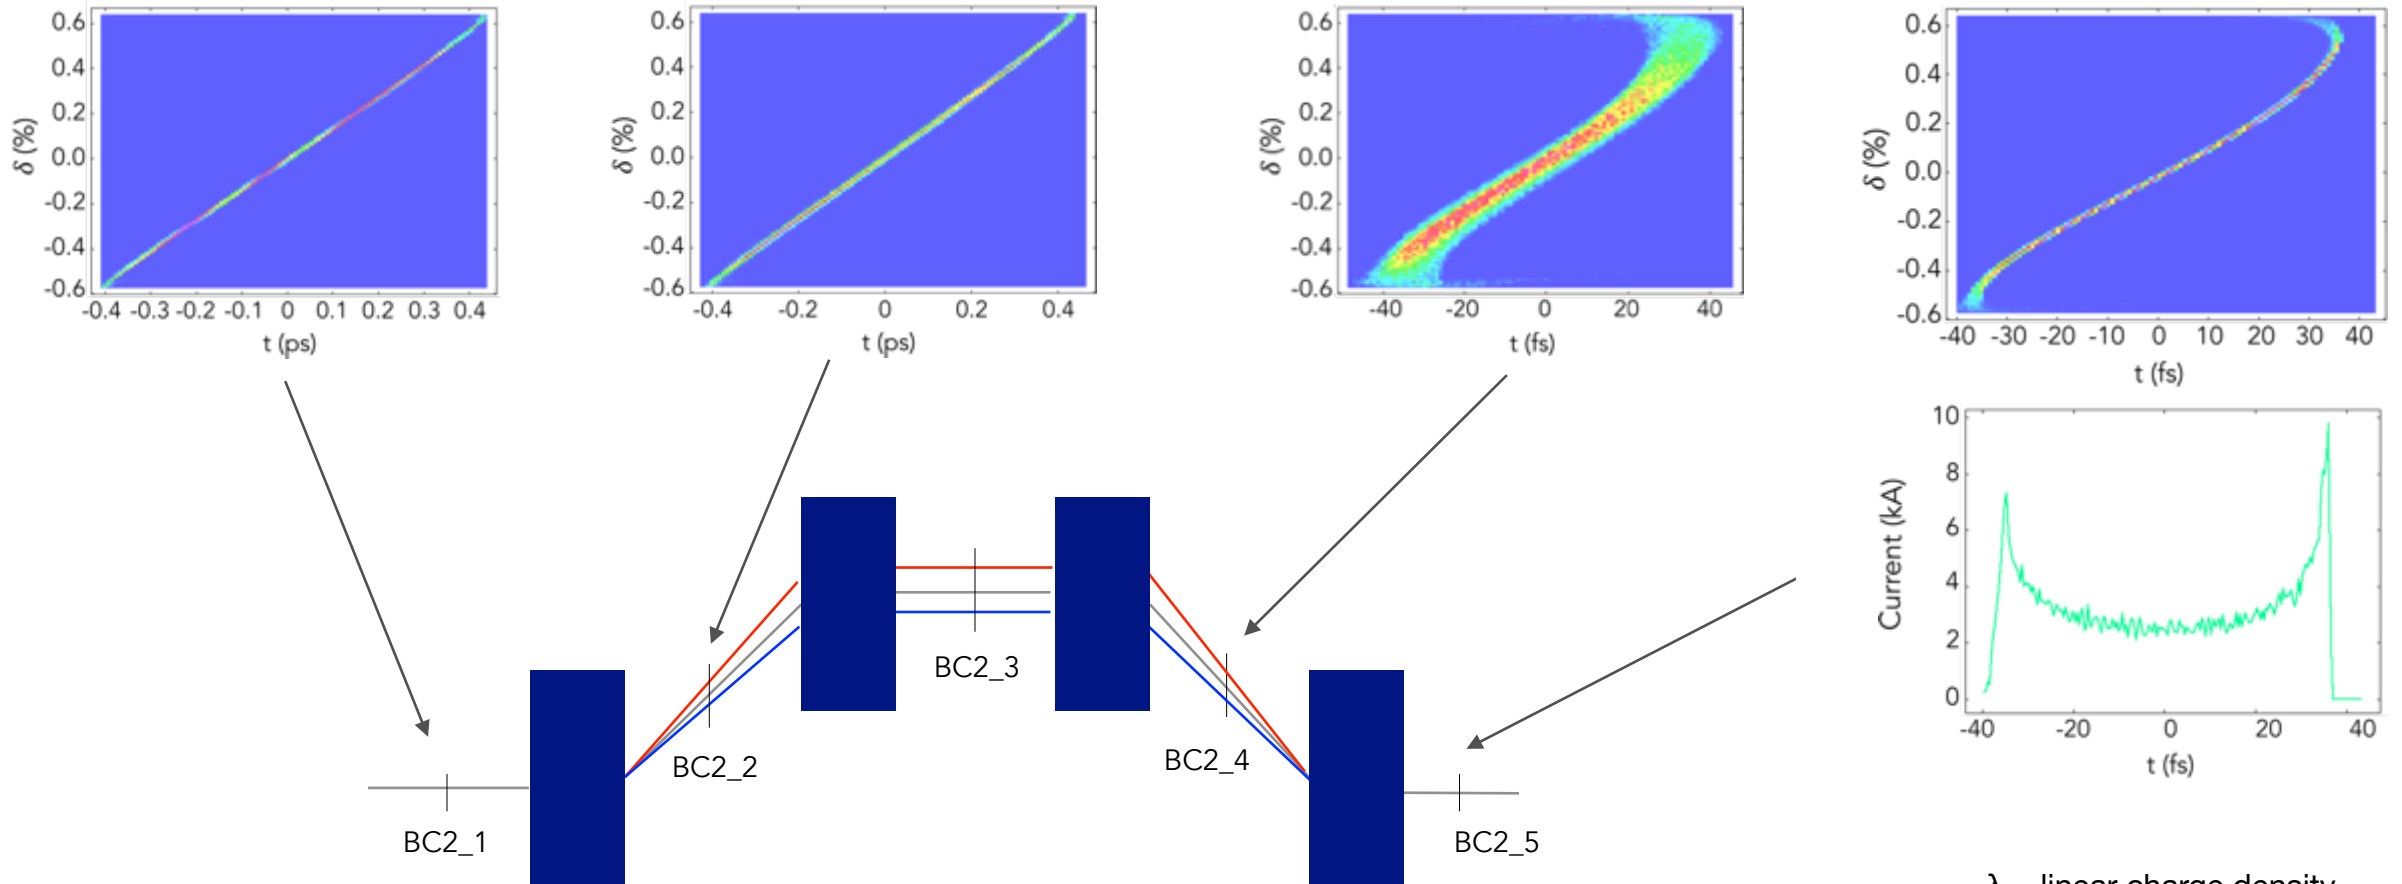 0.6
0.4
0.2
0.0
-0.2
-0.4
-0.6
δ (%)
-0.4 -0.3 -0.2 -0.1 0 0.1 0.2 0.3 0.4
t (ps)
0.6
0.4
0.2
0.0
-0.2
-0.4
-0.6
δ (%)
-0.4 -0.2 0 0.2 0.4
t (ps)
0.6
0.4
0.2
0.0
-0.2
-0.4
-0.6
δ (%)
-40 -20 0 20 40
t (fs)
0.6
0.4
0.2
0.0
-0.2
-0.4
-0.6
δ (%)
-40 -30 -20 -10 0 10 20 30 40
t (fs)
10
8
6
4
2
0
Current (kA)
-40 -20 0 20 40
t (fs)
BC2_1
BC2_2
BC2_3
BC2_4
BC2_5
linear charge density